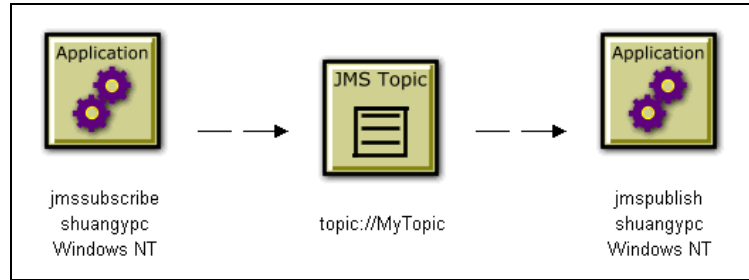 Application
jmssubscribe
shuangypc
Windows NT
JMS Topic
topic://MyTopic
Application
jmspublish
shuangypc
Windows NT